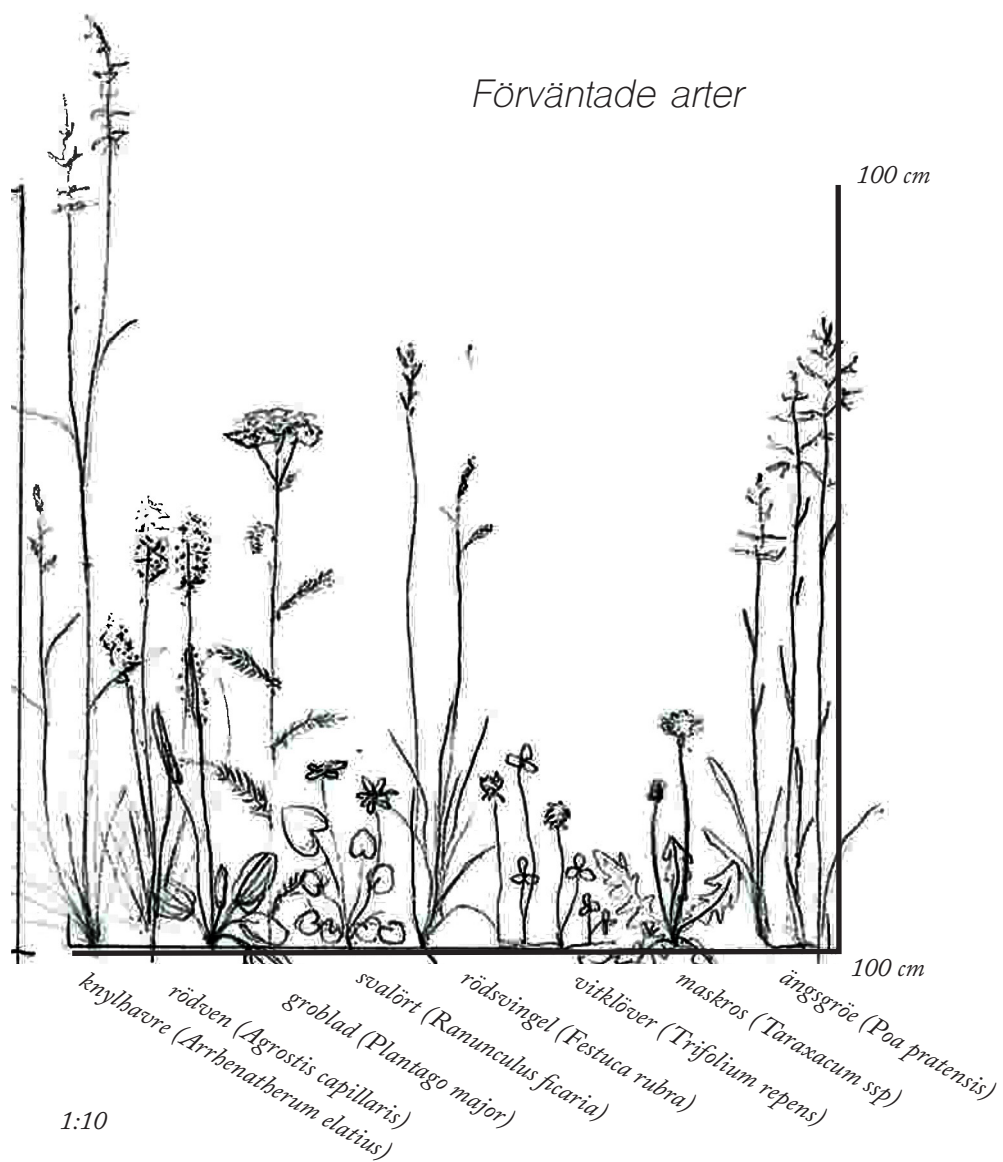 Förväntade arter
100 cm
100 cm
knylhavre (Arrhenatherum elatius)
rödven (Agrostis capillaris)
groblad (Plantago major)
svalört (Ranunculus ficaria)
rödsvingel (Festuca rubra)
vitklöver (Trifolium repens)
maskros (Taraxacum ssp)
ängsgröe (Poa pratensis)
1:10